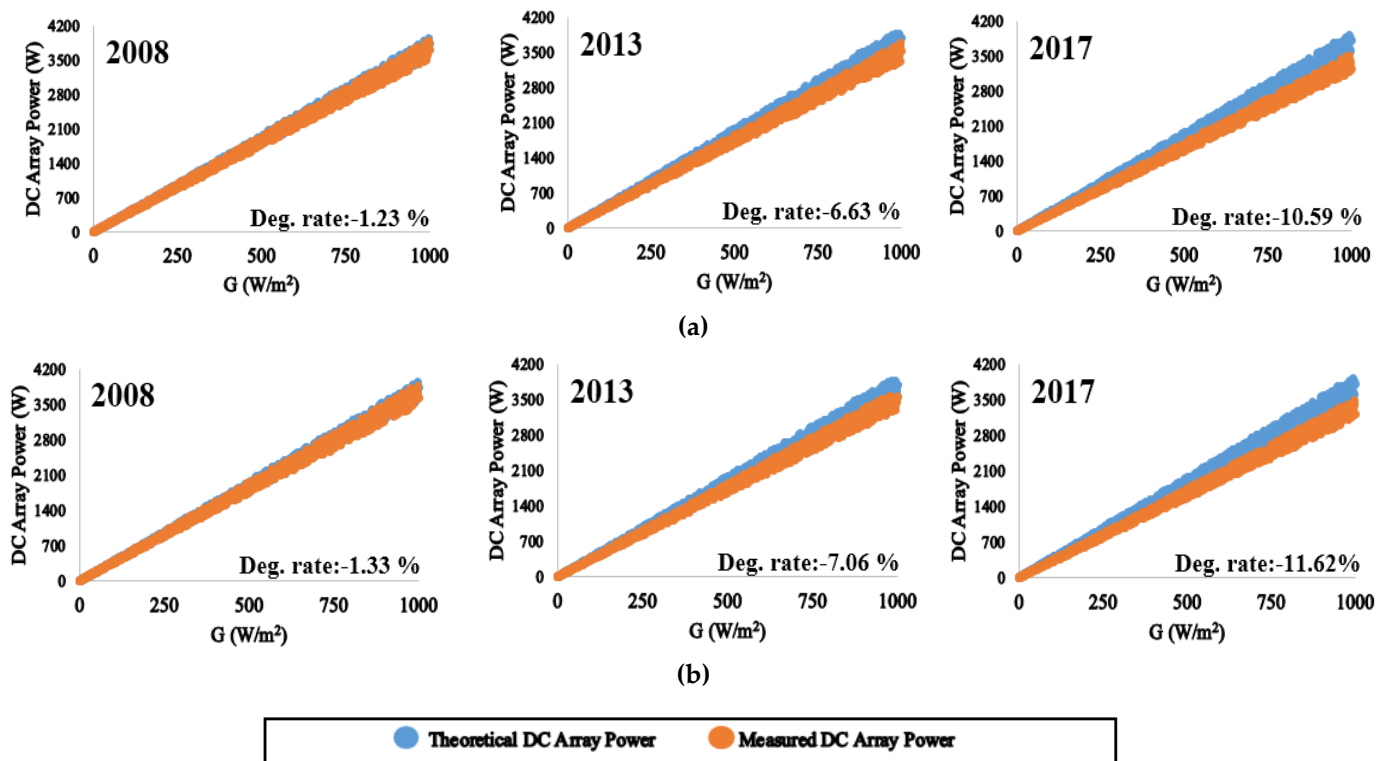 2008
DC Array Power (W)
4200
3500
2800
2100
1400
700
0
Deg. rate:-1.23 %
0 250 500 750 1000
G (W/m²)
2013
DC Array Power (W)
4200
3500
2800
2100
1400
700
0
Deg. rate:-6.63 %
0 250 500 750 1000
G (W/m²)
2017
DC Array Power (W)
4200
3500
2800
2100
1400
700
0
Deg. rate:-10.59 %
0 250 500 750 1000
G (W/m²)
(a)
2008
DC Array Power (W)
4200
3500
2800
2100
1400
700
0
Deg. rate:-1.33 %
0 250 500 750 1000
G (W/m²)
2013
DC Array Power (W)
4200
3500
2800
2100
1400
700
0
Deg. rate:-7.06 %
0 250 500 750 1000
G (W/m²)
2017
DC Array Power (W)
4200
3500
2800
2100
1400
700
0
Deg. rate:-11.62%
0 250 500 750 1000
G (W/m²)
(b)
Theoretical DC Array Power Measured DC Array Power